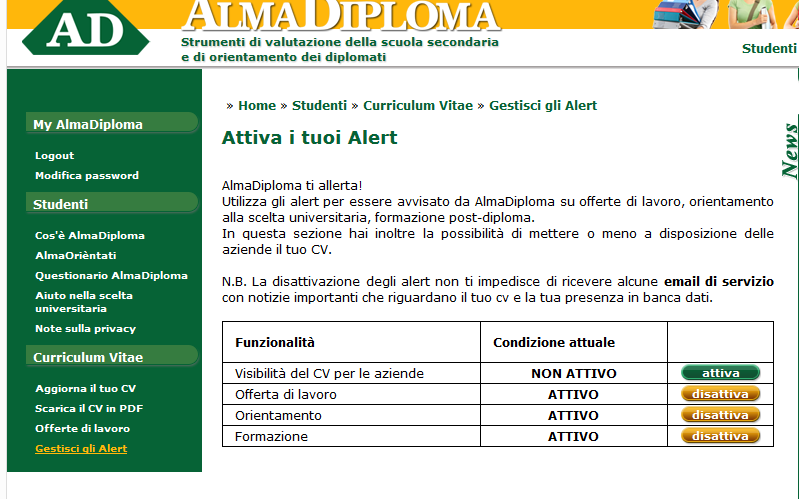 AD
ALMADIPLOMA
Strumenti di valutazione della scuola secondaria
e di orientamento dei diplomati
Studenti
» Home » Studenti » Curriculum Vitae » Gestisci gli Alert
News
My AlmaDiploma
Logout
Modifica password
Studenti
Cos'è AlmaDiploma
AlmaOrièntati
Questionario AlmaDiploma
Aiuto nella scelta
universitaria
Note sulla privacy
Curriculum Vitae
Aggiorna il tuo CV
Scarica il CV in PDF
Offerte di lavoro
Gestisci gli Alert
Attiva i tuoi Alert
AlmaDiploma ti allerta!
Utilizza gli alert per essere avvisato da AlmaDiploma su offerte di lavoro, orientamento
alla scelta universitaria, formazione post-diploma.
In questa sezione hai inoltre la possibilità di mettere o meno a disposizione delle
aziende il tuo CV.
N.B. La disattivazione degli alert non ti impedisce di ricevere alcune email di servizio
con notizie importanti che riguardano il tuo cv e la tua presenza in banca dati.
Funzionalità Condizione attuale
Visibilità del CV per le aziende NON ATTIVO attiva
Offerta di lavoro ATTIVO disattiva
Orientamento ATTIVO disattiva
Formazione ATTIVO disattiva